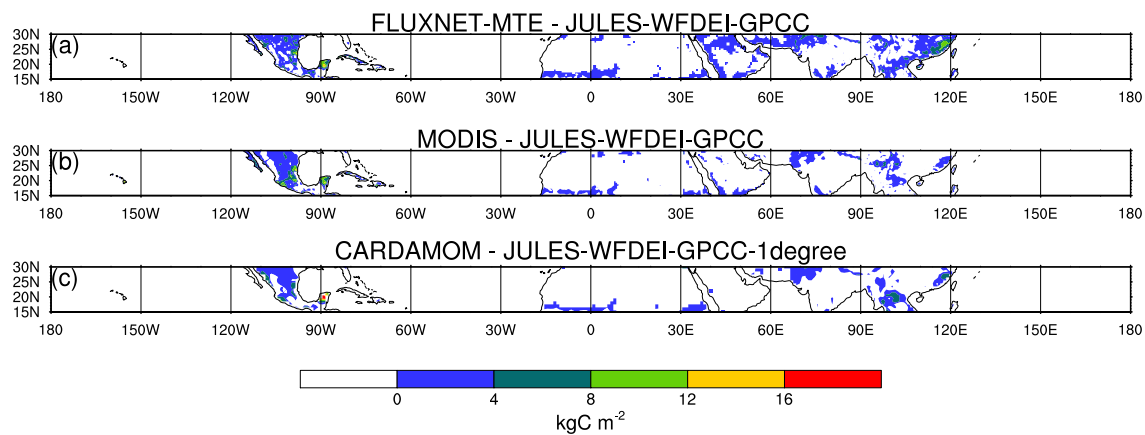 FLUXNET-MTE - JULES-WFDEI-GPCC
(a)
30N
25N
20N
15N
180 150W 120W 90W 60W 30W 0 30E 60E 90E 120E 150E 180
MODIS - JULES-WFDEI-GPCC
(b)
30N
25N
20N
15N
180 150W 120W 90W 60W 30W 0 30E 60E 90E 120E 150E 180
CARDAMOM - JULES-WFDEI-GPCC-1degree
(c)
30N
25N
20N
15N
180 150W 120W 90W 60W 30W 0 30E 60E 90E 120E 150E 180
0 4 8 12 16
kgC m⁻²